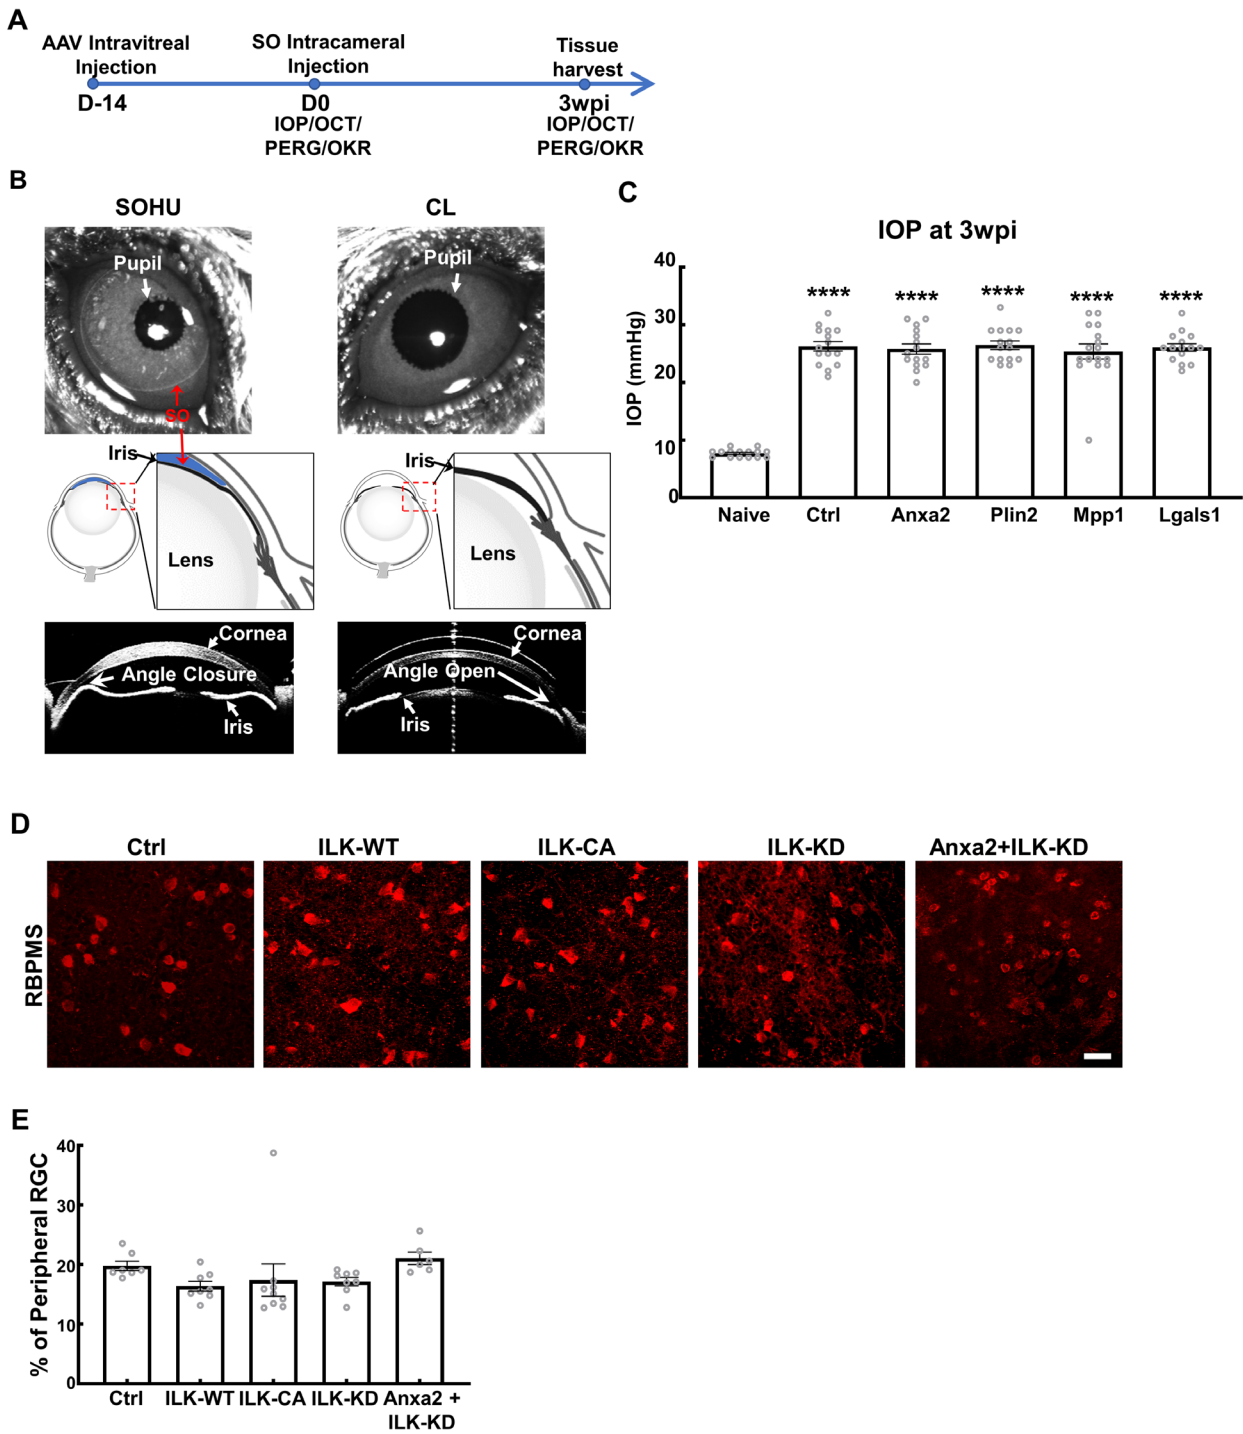 A
AAV Intravitreal
Injection
SO Intracameral
Injection
Tissue
harvest
D-14
D0
3wpi
IOP/OCT/
PERG/OKR
IOP/OCT/
PERG/OKR
B
SOHU
CL
Pupil
Pupil
SO
Iris
Iris
Lens
Lens
Cornea
Angle Closure
Iris
Cornea
Angle Open
Iris
C
IOP at 3wpi
IOP (mmHg)
40
30
20
10
0
****
****
****
****
****
Naive
Ctrl
Anxa2
Plin2
Mpp1
Lgals1
D
Ctrl
ILK-WT
ILK-CA
ILK-KD
Anxa2+ILK-KD
RBPMS
E
% of Peripheral RGC
40
30
20
10
0
Ctrl
ILK-WT
ILK-CA
ILK-KD
Anxa2 +
ILK-KD